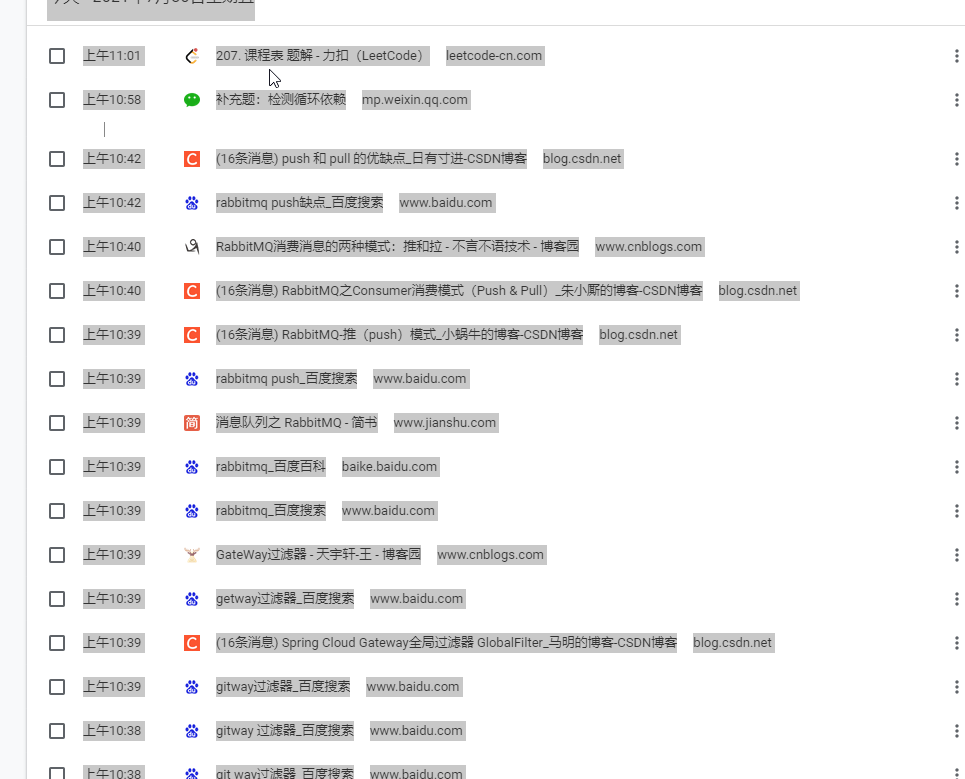 上午11:01 207. 课程表 题解 - 力扣（LeetCode） leetcode-cn.com
上午10:58 补充题：检测循环依赖 mp.weixin.qq.com
上午10:42 C (16条消息) push 和 pull 的优缺点_日有寸进-CSDN博客 blog.csdn.net
上午10:42 rabbitmq push缺点_百度搜索 www.baidu.com
上午10:40 RabbitMQ消费消息的两种模式：推和拉 - 不言不语技术 - 博客园 www.cnblogs.com
上午10:40 C (16条消息) RabbitMQ之Consumer消费模式（Push & Pull）_朱小厮的博客-CSDN博客 blog.csdn.net
上午10:39 C (16条消息) RabbitMQ-推（push）模式_小蜗牛的博客-CSDN博客 blog.csdn.net
上午10:39 rabbitmq push_百度搜索 www.baidu.com
上午10:39 简 消息队列之 RabbitMQ - 简书 www.jianshu.com
上午10:39 rabbitmq_百度百科 baike.baidu.com
上午10:39 rabbitmq_百度搜索 www.baidu.com
上午10:39 GateWay过滤器 - 天宇轩-王 - 博客园 www.cnblogs.com
上午10:39 getway过滤器_百度搜索 www.baidu.com
上午10:39 C (16条消息) Spring Cloud Gateway全局过滤器 GlobalFilter_马明的博客-CSDN博客 blog.csdn.net
上午10:39 gitway过滤器_百度搜索 www.baidu.com
上午10:38 gitway 过滤器_百度搜索 www.baidu.com
上午10:38 git way过滤器_百度搜索 www.baidu.com